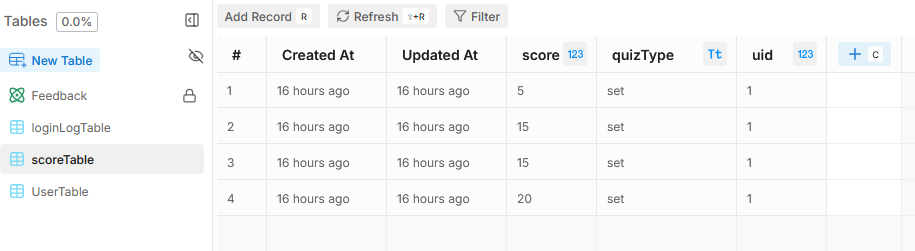 Tables 0.0%
New Table
Feedback
loginLogTable
scoreTable
UserTable
Add Record R Refresh ⇧+R Filter
# Created At Updated At score 123 quizType Tt uid 123 + C
1 16 hours ago 16 hours ago 5 set 1
2 16 hours ago 16 hours ago 15 set 1
3 16 hours ago 16 hours ago 15 set 1
4 16 hours ago 16 hours ago 20 set 1